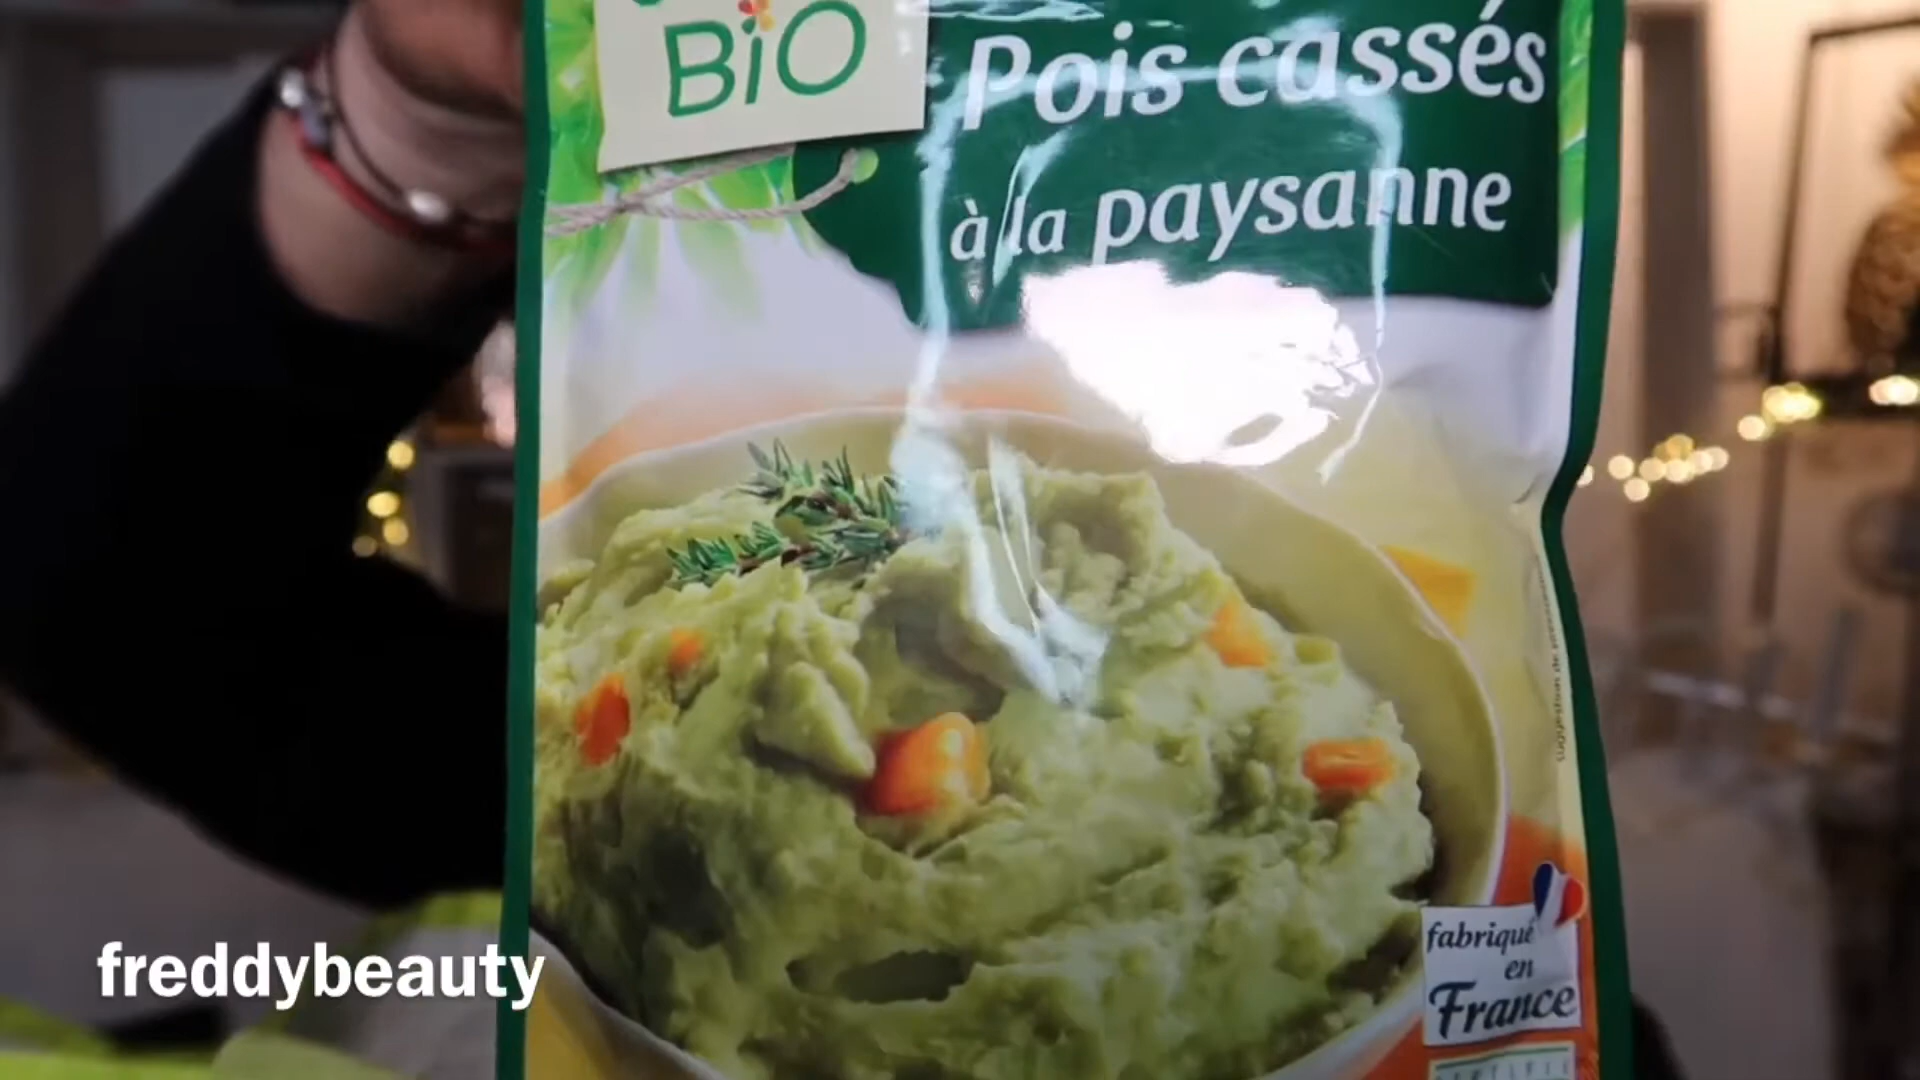 BiO
Pois cassés
à la paysanne
fabriqué
en
France
freddybeauty